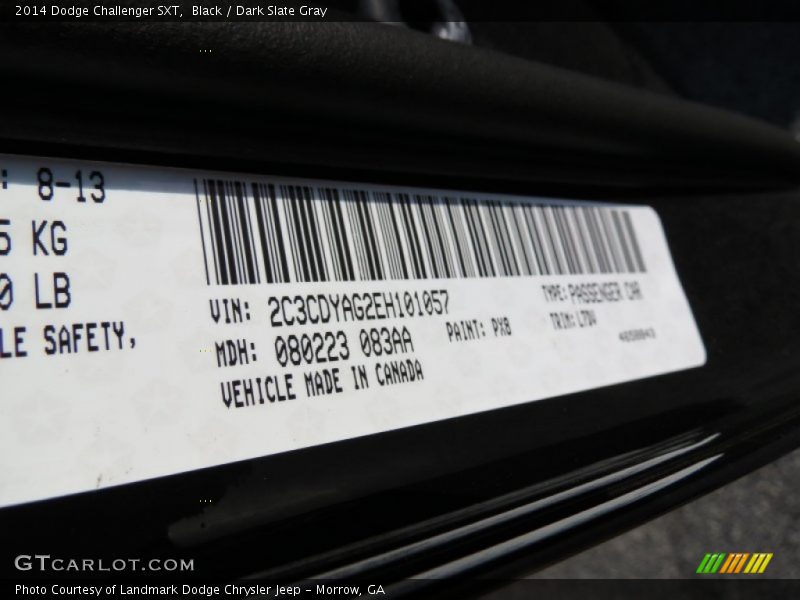 2014 Dodge Challenger SXT,  Black / Dark Slate Gray
: 8-13
5 KG
0 LB
LE SAFETY,
VIN: 2C3CDYAG2EH101057
TYPE: PASSENGER CAR
MDH: 080223 083AA
PAINT: PX8
TRIM:
VEHICLE MADE IN CANADA
GTCARLOT.COM
Photo Courtesy of Landmark Dodge Chrysler Jeep - Morrow, GA